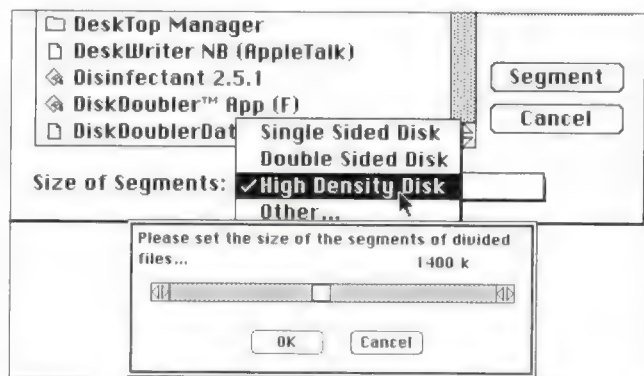 DeskTop Manager
DeskWriter NB (AppleTalk)
Disinfectant 2.5.1
DiskDoubler™ App (F)
DiskDoublerDat
Segment
Cancel
Single Sided Disk
Double Sided Disk
Size of Segments:
✓High Density Disk
Other...
Please set the size of the segments of divided
files...
1400 k
OK
Cancel